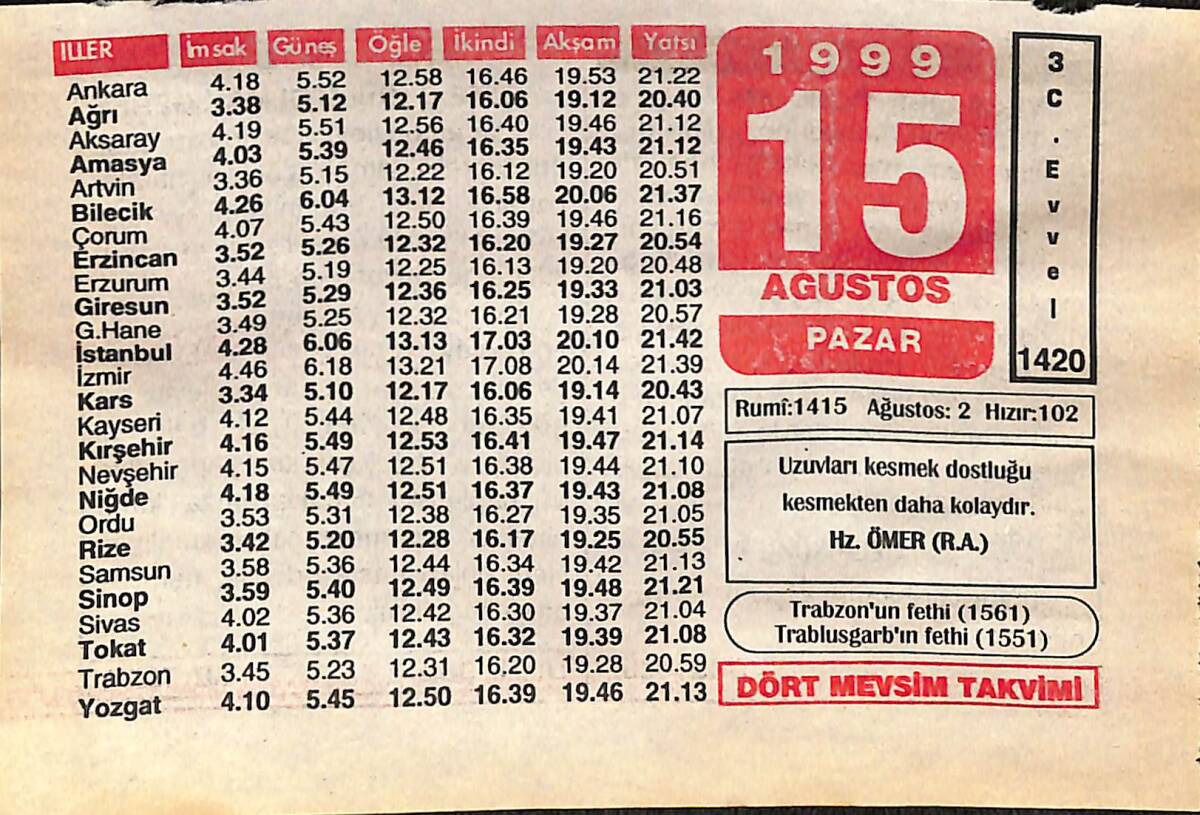 İLLER İmsak Güneş Öğle İkindi Akşam Yatsı
Ankara 4.18 5.52 12.58 16.46 19.53 21.22
Ağrı 3.38 5.12 12.17 16.06 19.12 20.40
Aksaray 4.19 5.51 12.56 16.40 19.46 21.12
Amasya 4.03 5.39 12.46 16.35 19.43 21.12
Artvin 3.36 5.15 12.22 16.12 19.20 20.51
Bilecik 4.26 6.04 13.12 16.58 20.06 21.37
Çorum 4.07 5.43 12.50 16.39 19.46 21.16
Erzincan 3.52 5.26 12.32 16.20 19.27 20.54
Erzurum 3.44 5.19 12.25 16.13 19.20 20.48
Giresun 3.52 5.29 12.36 16.25 19.33 21.03
G.Hane 3.49 5.25 12.32 16.21 19.28 20.57
İstanbul 4.28 6.06 13.13 17.03 20.10 21.42
İzmir 4.46 6.18 13.21 17.08 20.14 21.39
Kars 3.34 5.10 12.17 16.06 19.14 20.43
Kayseri 4.12 5.44 12.48 16.35 19.41 21.07
Kırşehir 4.16 5.49 12.53 16.41 19.47 21.14
Nevşehir 4.15 5.47 12.51 16.38 19.44 21.10
Niğde 4.18 5.49 12.51 16.37 19.43 21.08
Ordu 3.53 5.31 12.38 16.27 19.35 21.05
Rize 3.42 5.20 12.28 16.17 19.25 20.55
Samsun 3.58 5.36 12.44 16.34 19.42 21.13
Sinop 3.59 5.40 12.49 16.39 19.48 21.21
Sivas 4.02 5.36 12.42 16.30 19.37 21.04
Tokat 4.01 5.37 12.43 16.32 19.39 21.08
Trabzon 3.45 5.23 12.31 16.20 19.28 20.59
Yozgat 4.10 5.45 12.50 16.39 19.46 21.13
1999
15
AĞUSTOS
PAZAR
3
C
.
E
v
v
e
l
1420
Rumî:1415 Ağustos: 2 Hızır:102
Uzuvları kesmek dostluğu
kesmekten daha kolaydır.
Hz. ÖMER (R.A.)
Trabzon'un fethi (1561)
Trablusgarb'ın fethi (1551)
DÖRT MEVSİM TAKVİMİ